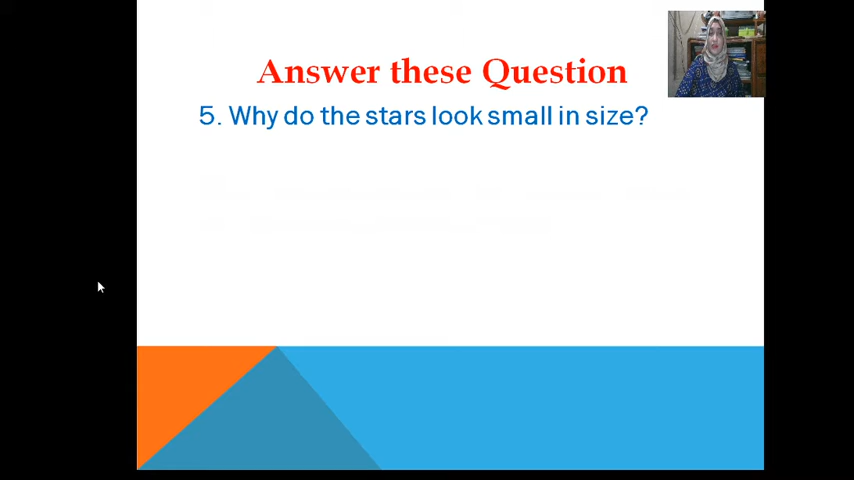 Answer these Question
5. Why do the stars look small in size?